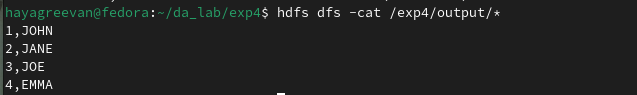 hayagreevan@fedora:~/da_lab/exp4$ hdfs dfs -cat /exp4/output/*
1,JOHN
2,JANE
3,JOE
4,EMMA